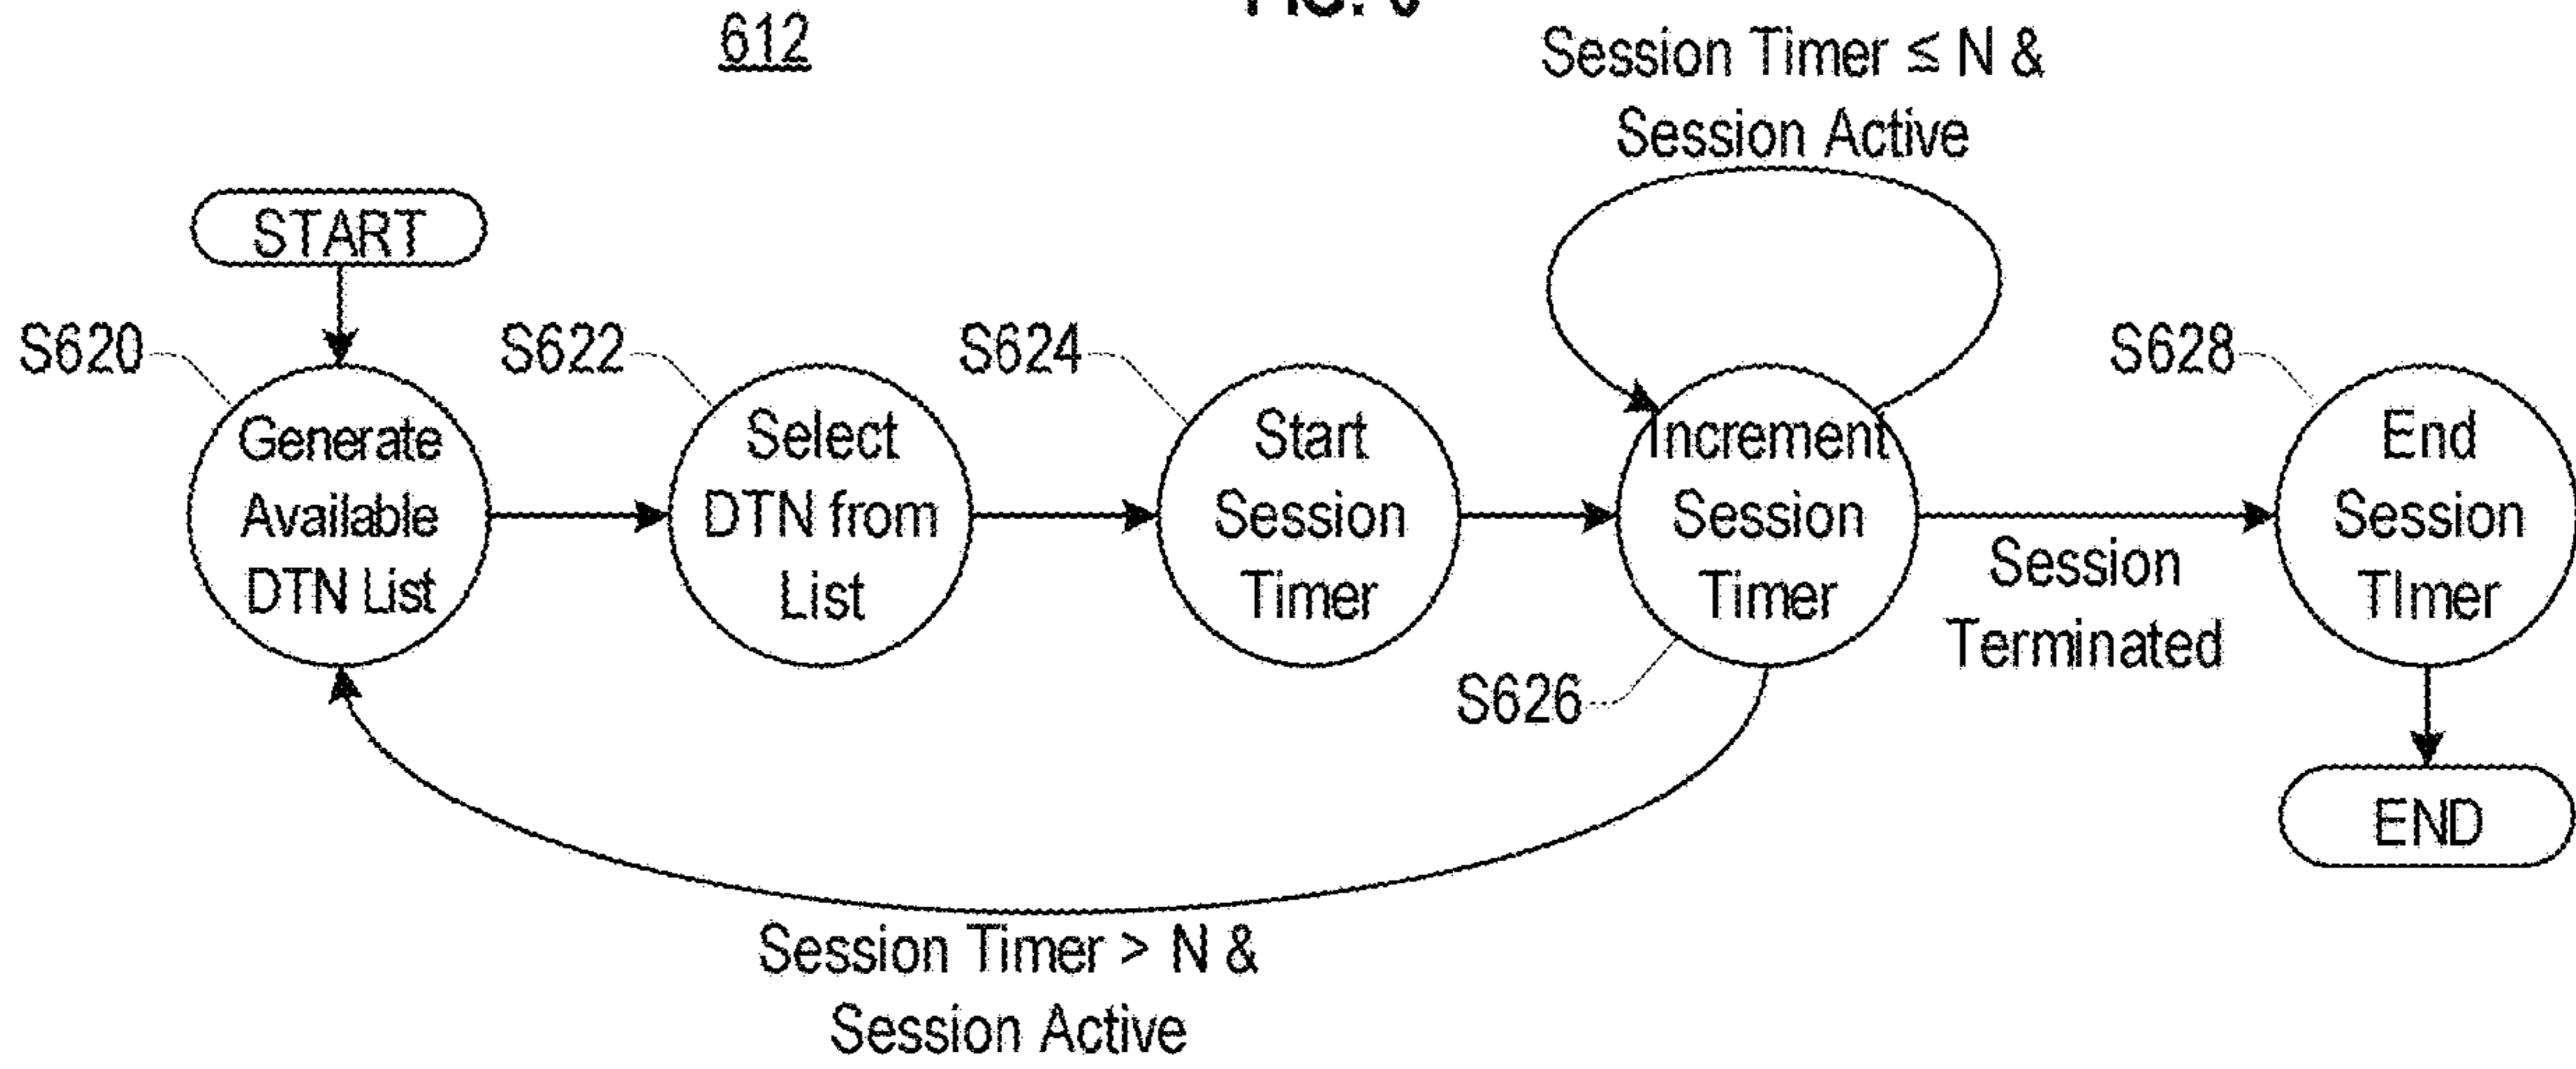 612
Session Timer ≤ N &
Session Active
START
S620
S622
S624
S628
Generate
Available
DTN List
Select
DTN from
List
Start
Session
Timer
Increment
Session
Timer
End
Session
TImer
Session
Terminated
S626
END
Session Timer > N &
Session Active